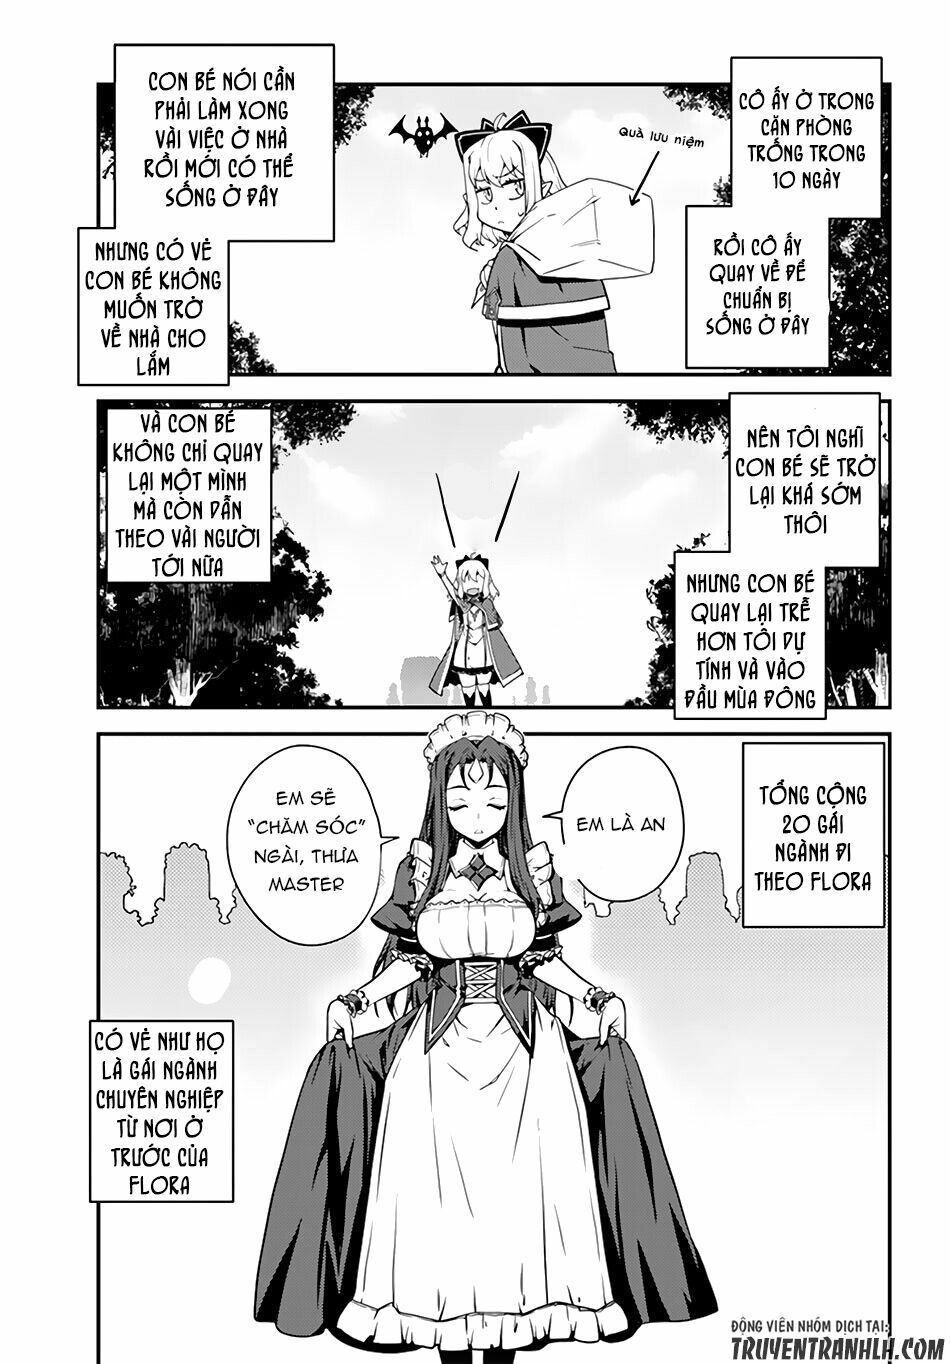 CÔ ẤY Ở TRONG
CĂN PHÒNG
TRỐNG TRONG
10 NGÀY
RỒI CÔ ẤY
QUAY VỀ ĐỂ
CHUẨN BỊ
SỐNG Ở ĐÂY
Quà lưu niệm
CON BÉ NÓI CẦN
PHẢI LÀM XONG
VÀI VIỆC Ở NHÀ
RỒI MỚI CÓ THỂ
SỐNG Ở ĐÂY
NHƯNG CÓ VẺ
CON BÉ KHÔNG
MUỐN TRỞ
VỀ NHÀ CHO
LẮM
NÊN TÔI NGHĨ
CON BÉ SẼ TRỞ
LẠI KHÁ SỚM
THÔI
NHƯNG CON BÉ
QUAY LẠI TRỄ
HƠN TÔI DỰ
TÍNH VÀ VÀO
ĐẦU MÙA ĐÔNG
VÀ CON BÉ
KHÔNG CHỈ QUAY
LẠI MỘT MÌNH
MÀ CÒN DẪN
THEO VÀI NGƯỜI
TỚI NỮA
TỔNG CỘNG
20 GÁI
NGÀNH ĐI
THEO FLORA
EM LÀ AN
EM SẼ
"CHĂM SÓC"
NGÀI, THƯA
MASTER
CÓ VẺ NHƯ HỌ
LÀ GÁI NGÀNH
CHUYÊN NGHIỆP
TỪ NƠI Ở
TRƯỚC CỦA
FLORA
ĐỘNG VIÊN NHÓM DỊCH TẠI:
TRUYENTRANHLH.COM